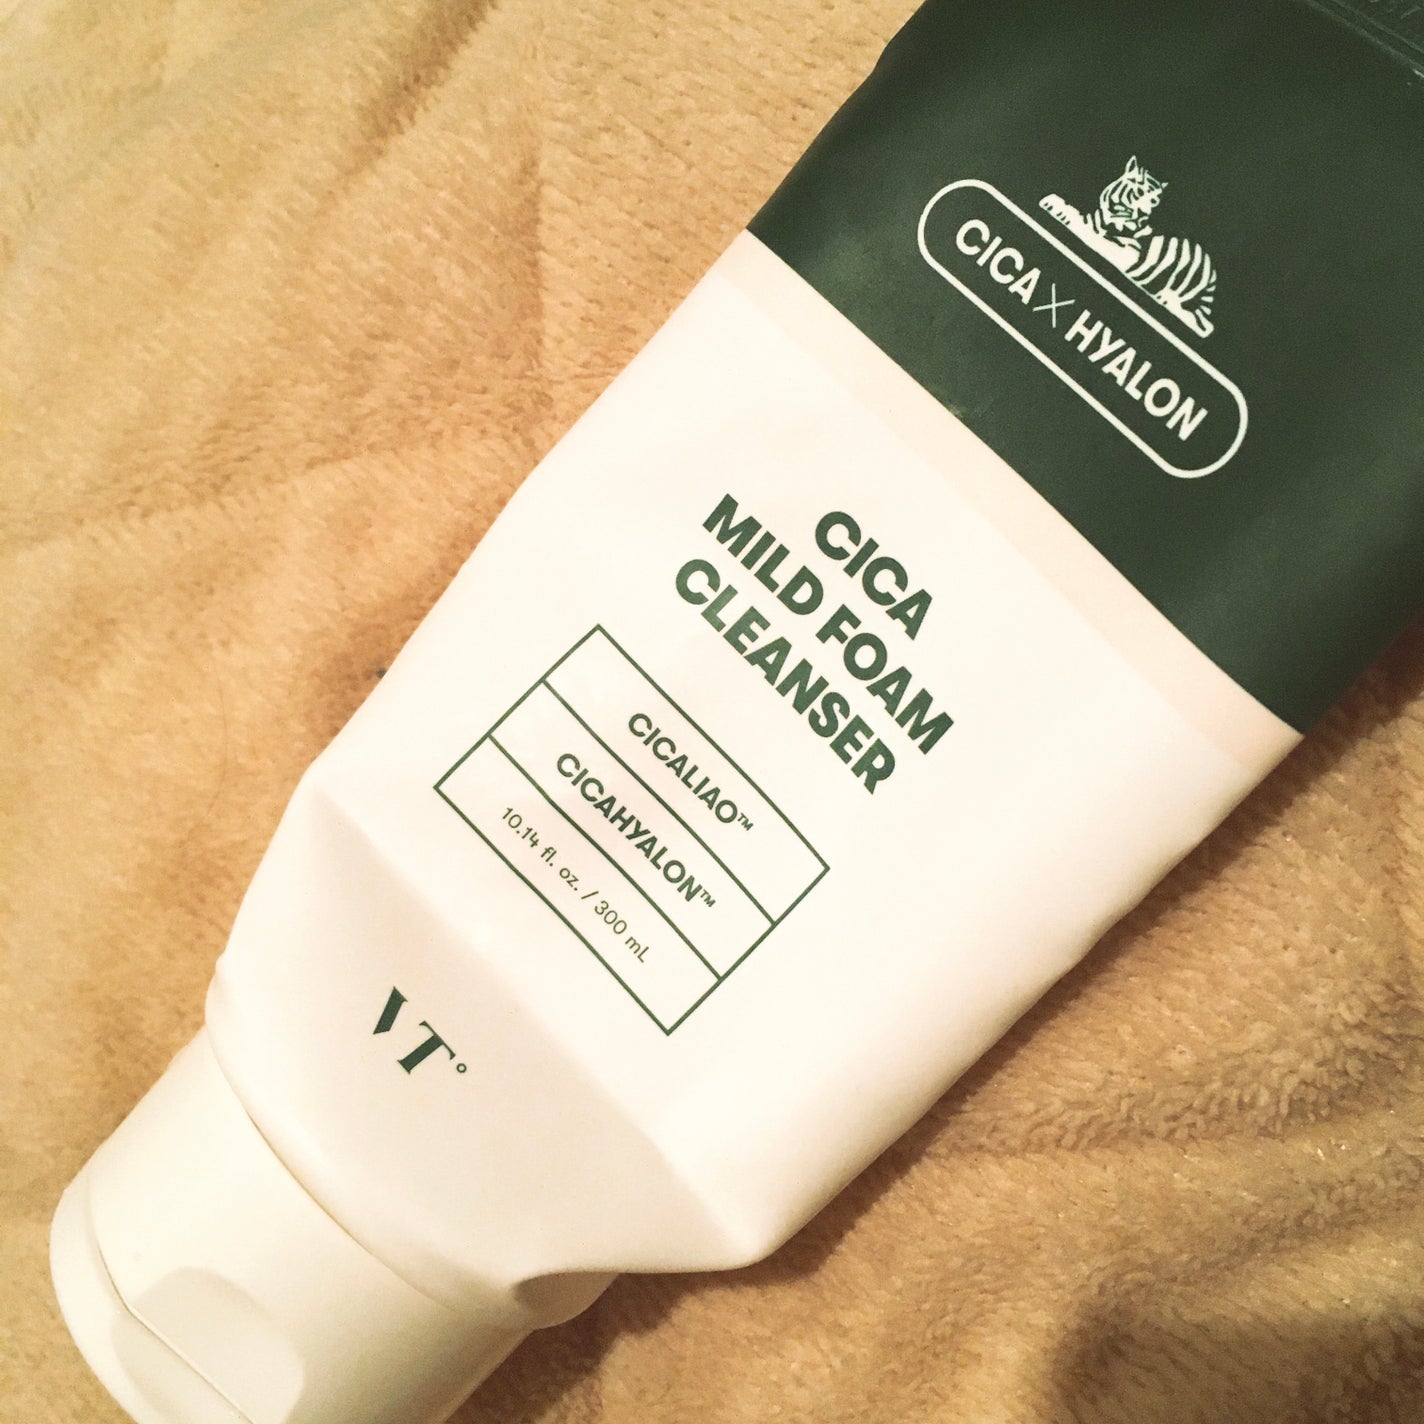 CICA X HYALON
CICA
MILD FOAM
CLEANSER
CICALIAO™
CICAHYALON™
10.14 fl. oz. / 300 mL
VT°